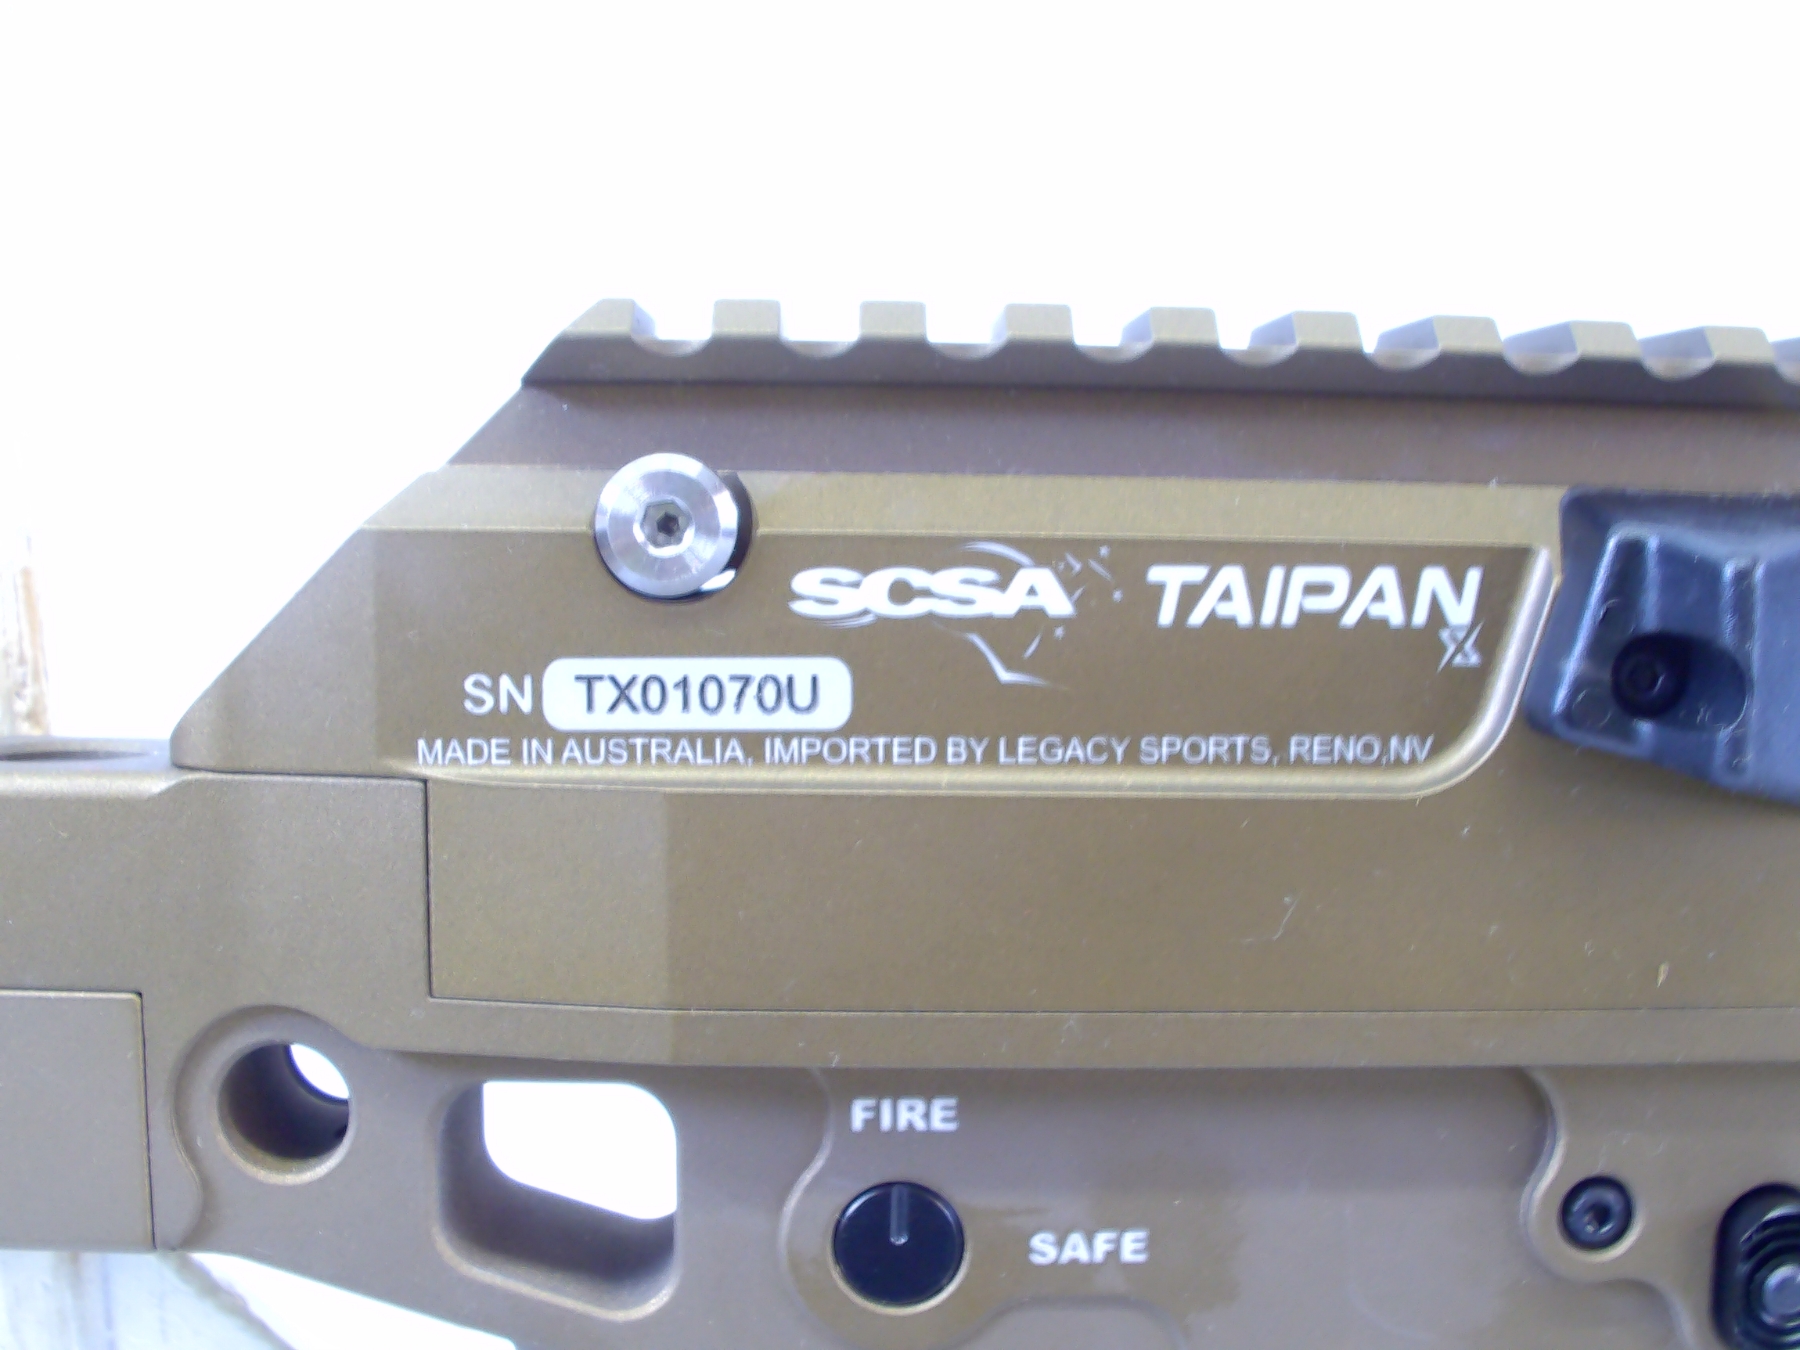 SCSA TAIPAN X
SN TX01070U
MADE IN AUSTRALIA, IMPORTED BY LEGACY SPORTS, RENO,NV
FIRE
SAFE